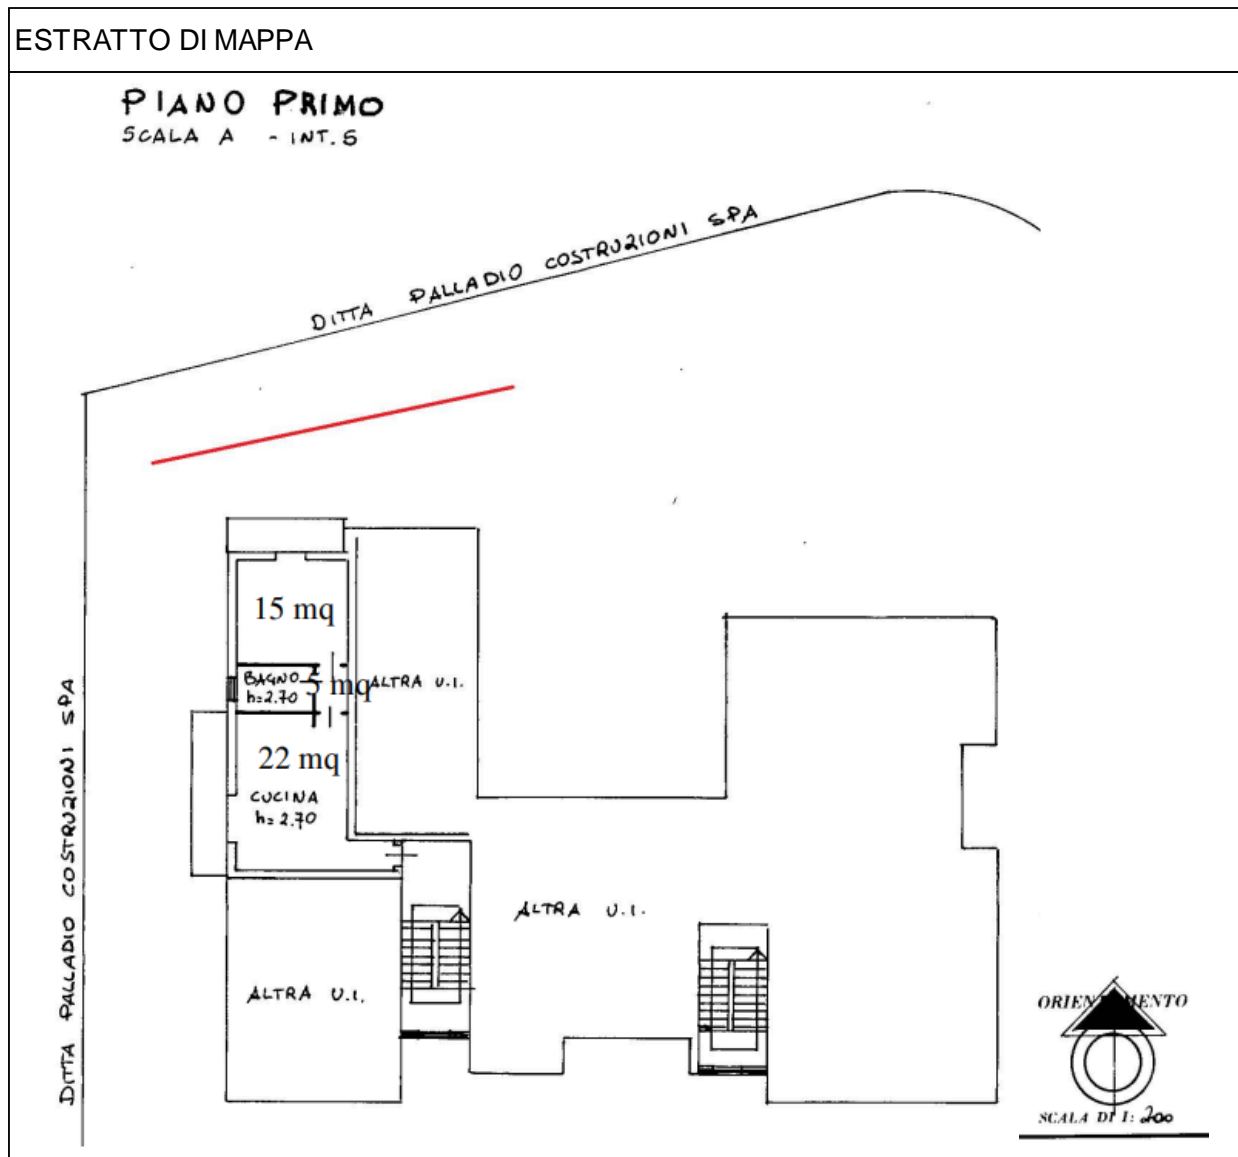 ESTRATTO DI MAPPA
PIANO PRIMO
SCALA A - INT. 5
DITTA PALLADIO COSTRUZIONI SPA
15 mq
BAGNO
h=2.70
5 mq
ALTRA U.I.
22 mq
CUCINA
h=2.70
DITTA PALLADIO COSTRUZIONI SPA
ALTRA U.I.
ALTRA U.I.
ORIENTAMENTO
SCALA DI 1: 200